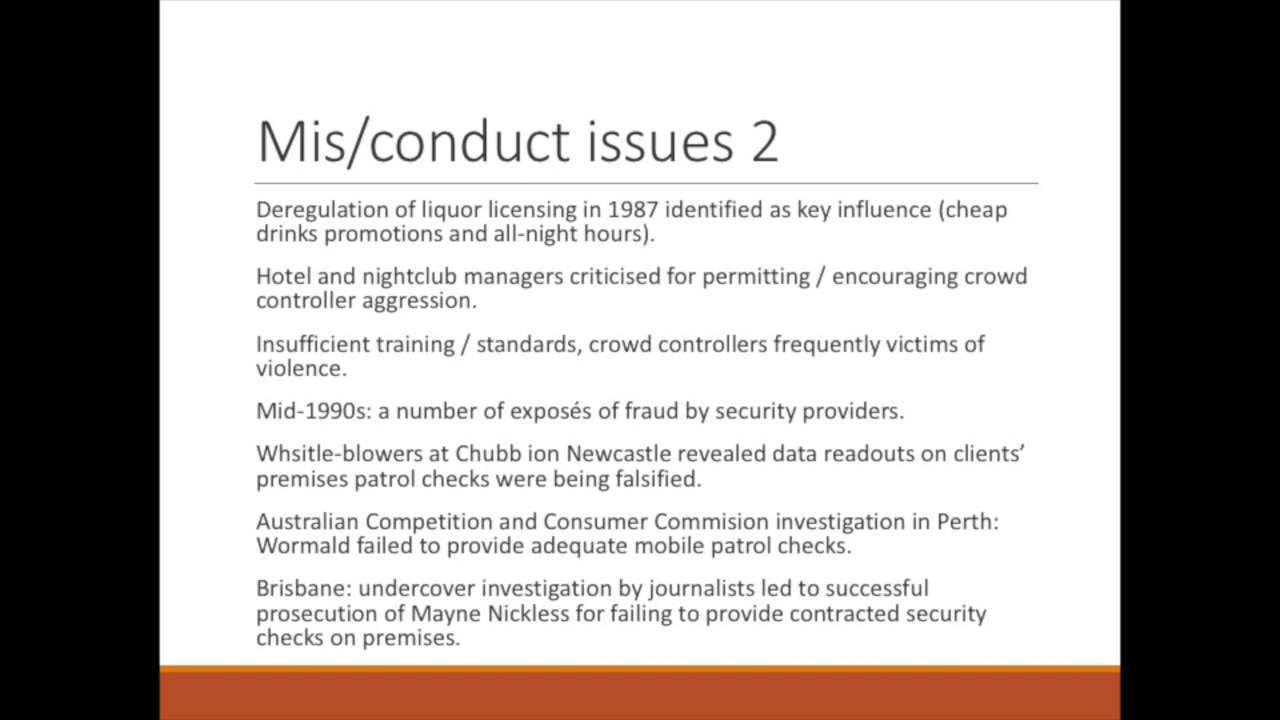 Mis/conduct issues 2
Deregulation of liquor licensing in 1987 identified as key influence (cheap
drinks promotions and all-night hours).
Hotel and nightclub managers criticised for permitting / encouraging crowd
controller aggression.
Insufficient training / standards, crowd controllers frequently victims of
violence.
Mid-1990s: a number of exposés of fraud by security providers.
Whsitle-blowers at Chubb ion Newcastle revealed data readouts on clients’
premises patrol checks were being falsified.
Australian Competition and Consumer Commision investigation in Perth:
Wormald failed to provide adequate mobile patrol checks.
Brisbane: undercover investigation by journalists led to successful
prosecution of Mayne Nickless for failing to provide contracted security
checks on premises.